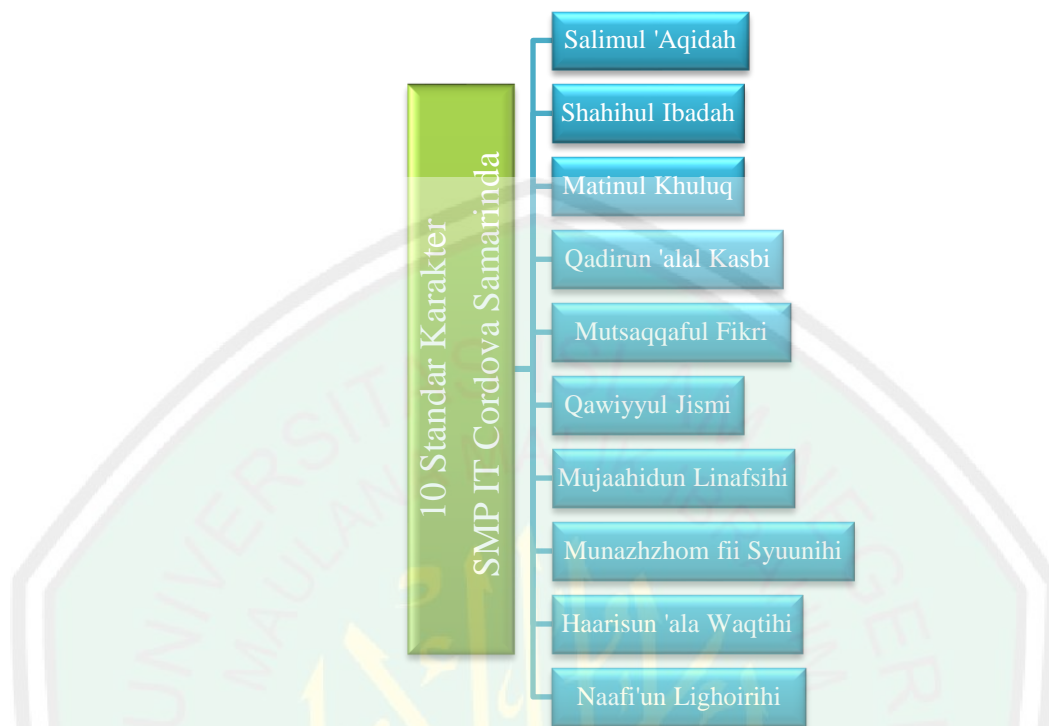 10 Standar Karakter
SMP IT Cordova Samarinda
Salimul 'Aqidah
Shahihul Ibadah
Matinul Khuluq
Qadirun 'alal Kasbi
Mutsaqqaful Fikri
Qawiyyul Jismi
Mujaahidun Linafsihi
Munazhzhom fii Syuunihi
Haarisun 'ala Waqtihi
Naafi'un Lighoirihi